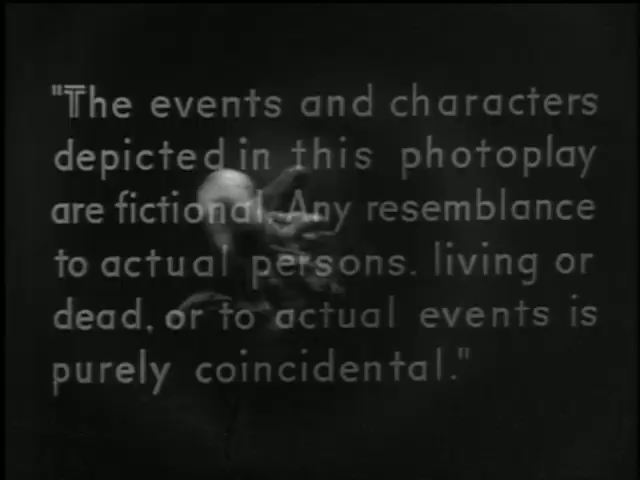 "The events and characters
depicted in this photoplay
are fictional. Any resemblance
to actual persons. living or
dead, or to actual events is
purely coincidental."